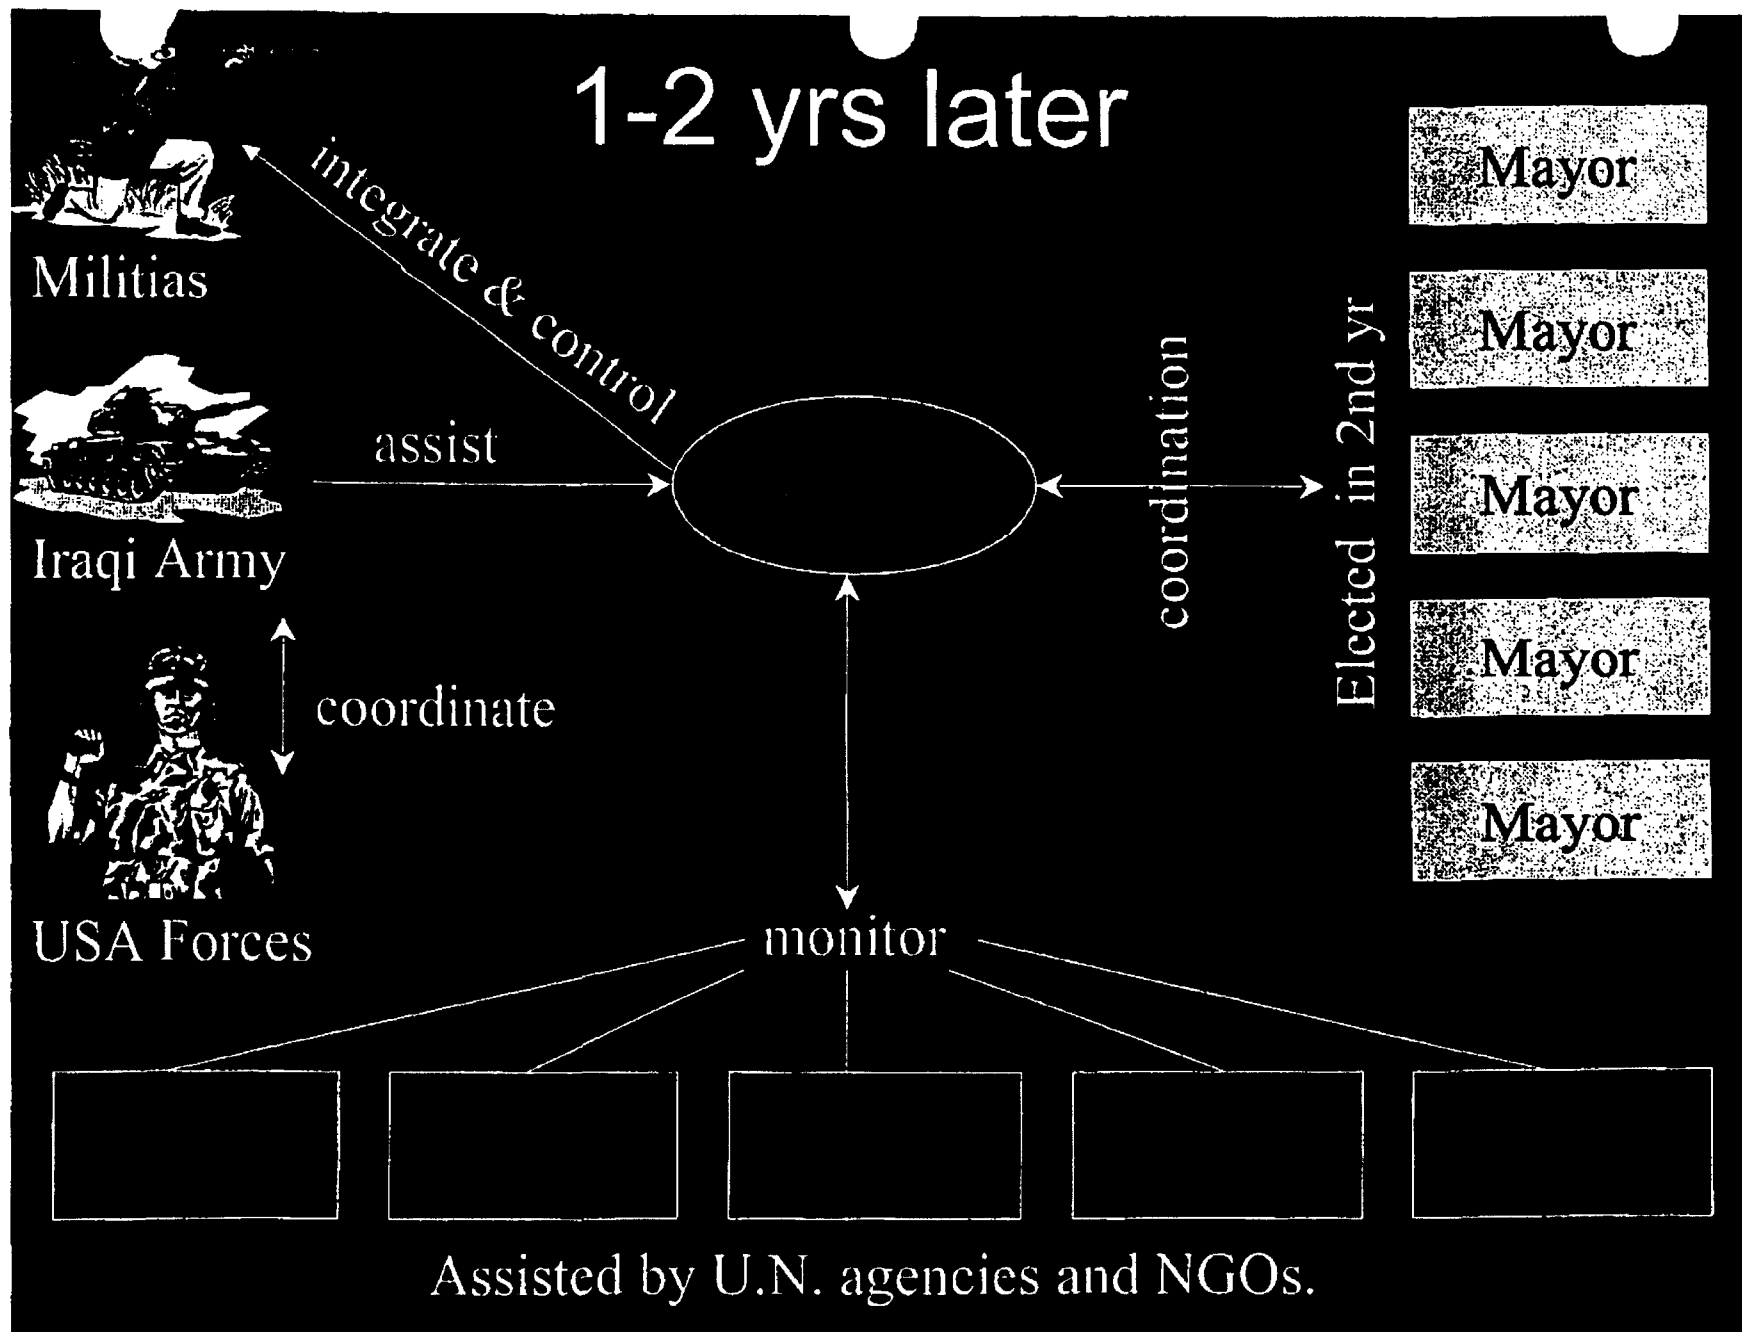 1-2 yrs later
integrate & control
Militias
assist
Iraqi Army
coordinate
USA Forces
coordination
Elected in 2nd yr
Mayor
Mayor
Mayor
Mayor
Mayor
monitor
Assisted by U.N. agencies and NGOs.